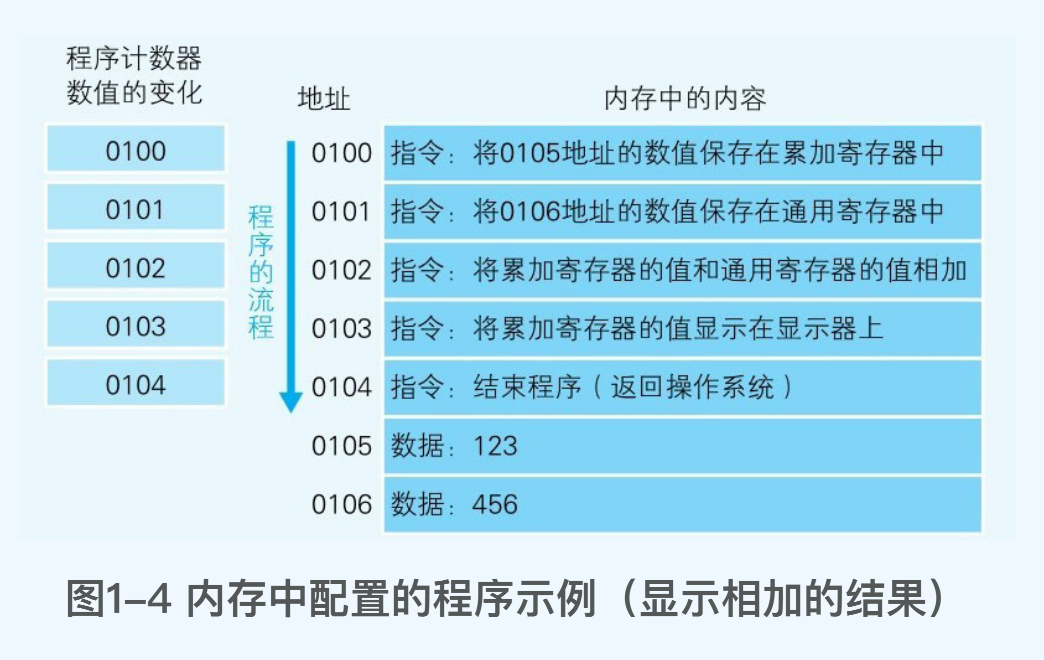 程序计数器
数值的变化
地址
内存中的内容
0100
0101
0102
0103
0104
程序的流程
0100 指令：将0105地址的数值保存在累加寄存器中
0101 指令：将0106地址的数值保存在通用寄存器中
0102 指令：将累加寄存器的值和通用寄存器的值相加
0103 指令：将累加寄存器的值显示在显示器上
0104 指令：结束程序（返回操作系统）
0105 数据：123
0106 数据：456
图1–4 内存中配置的程序示例（显示相加的结果）